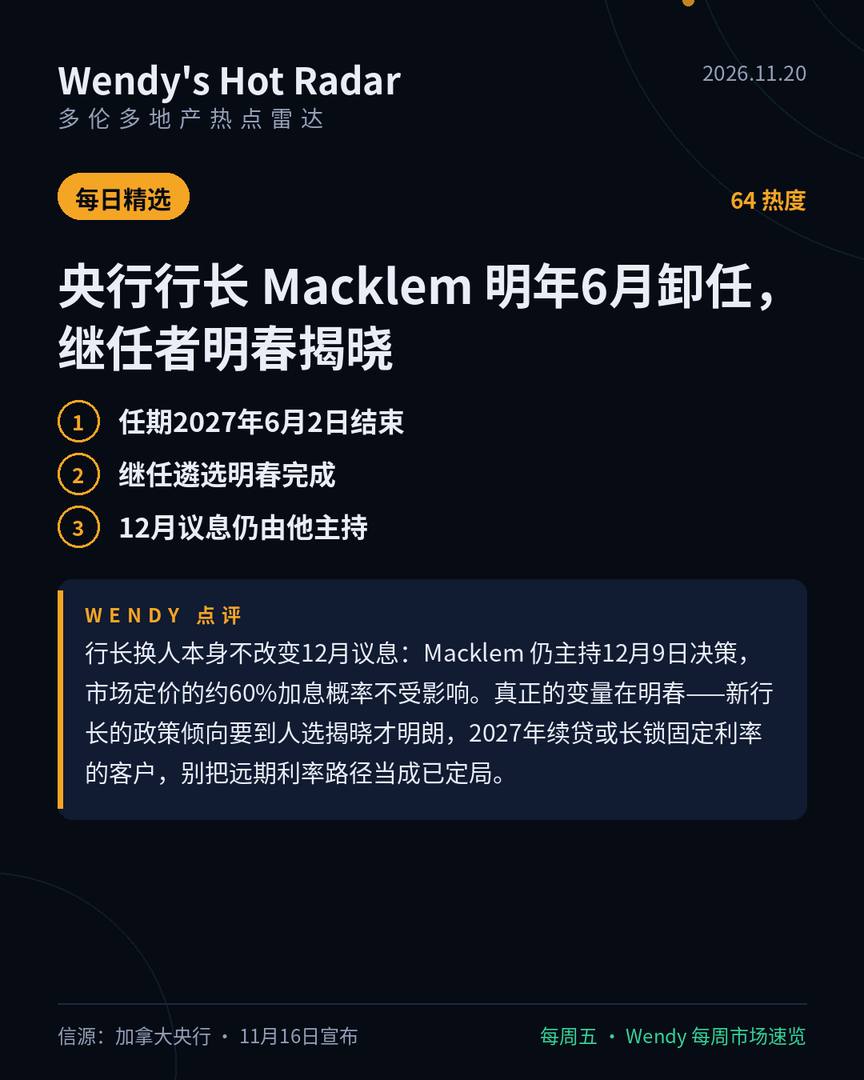 Wendy's Hot Radar
2026.11.20
多伦多地产热点雷达
每日精选
64 热度
央行行长 Macklem 明年6月卸任，
继任者明春揭晓
1 任期2027年6月2日结束
2 继任遴选明春完成
3 12月议息仍由他主持
WENDY 点评
行长换人本身不改变12月议息：Macklem 仍主持12月9日决策，
市场定价的约60%加息概率不受影响。真正的变量在明春——新行
长的政策倾向要到人选揭晓才明朗，2027年续贷或长锁固定利率
的客户，别把远期利率路径当成已定局。
信源：加拿大央行 · 11月16日宣布
每周五 · Wendy 每周市场速览